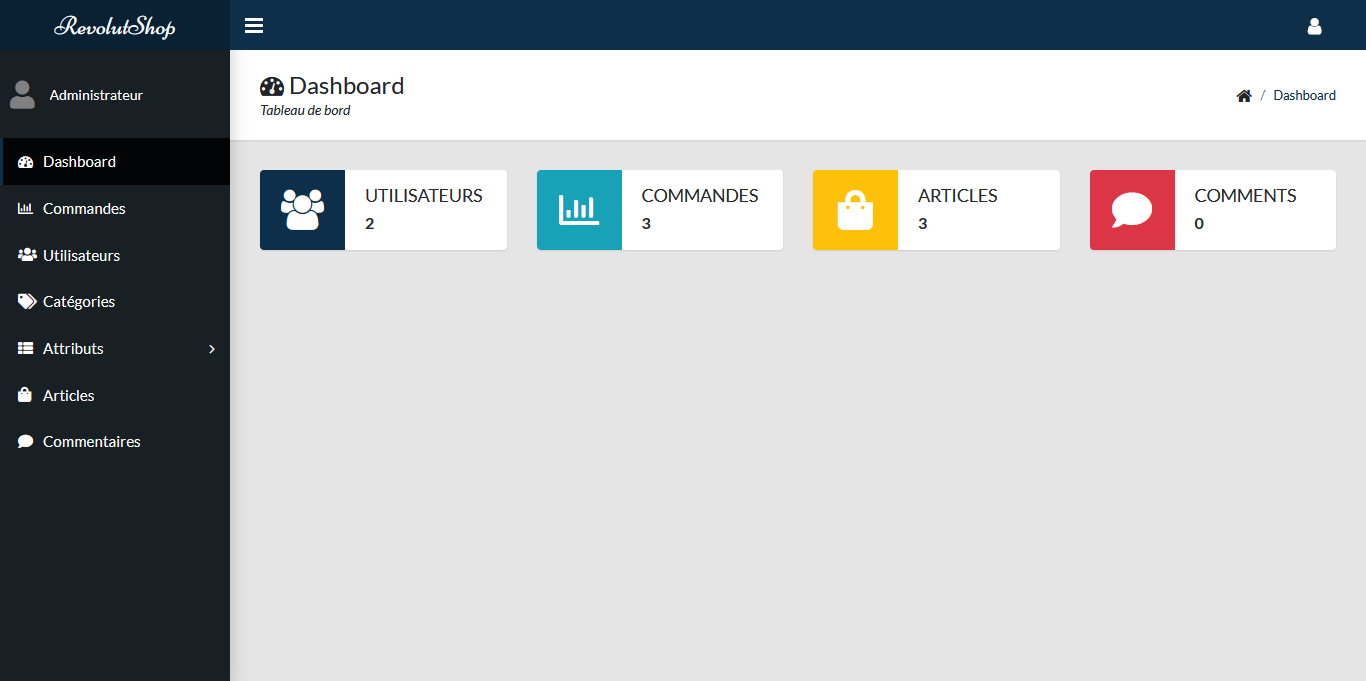 RevolutShop
Administrateur
Dashboard
Commandes
Utilisateurs
Catégories
Attributs
Articles
Commentaires
Dashboard
Tableau de bord
/ Dashboard
UTILISATEURS
2
COMMANDES
3
ARTICLES
3
COMMENTS
0